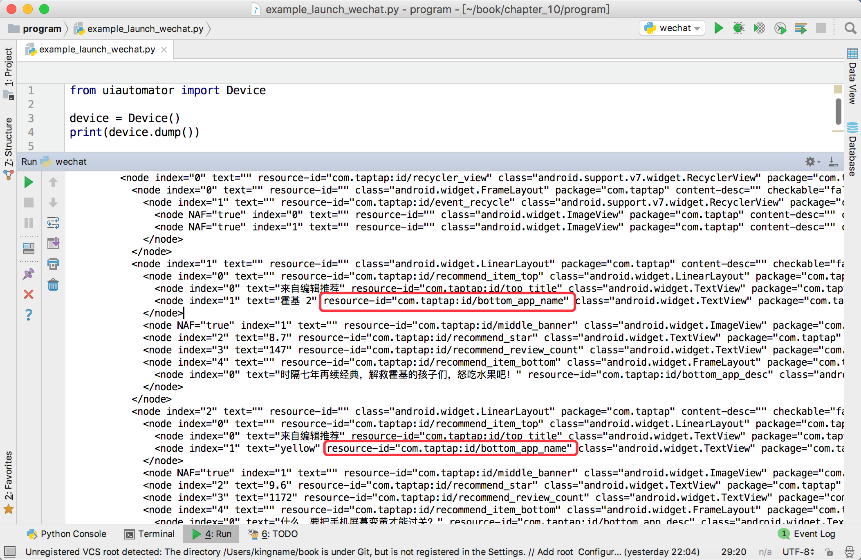 example_launch_wechat.py - program - [~/book/chapter_10/program]
program example_launch_wechat.py wechat
example_launch_wechat.py
1: Project
Z: Structure
2: Favorites
Data View
Database
1 from uiautomator import Device
2
3 device = Device()
4 print(device.dump())
5
Run wechat
<node index="0" text="" resource-id="com.taptap:id/recycler_view" class="android.support.v7.widget.RecyclerView" package="com.t
<node index="0" text="" resource-id="" class="android.widget.FrameLayout" package="com.taptap" content-desc="" checkable="fal
<node index="1" text="" resource-id="com.taptap:id/event_recycle" class="android.support.v7.widget.RecyclerView" package="c
<node NAF="true" index="0" text="" resource-id="" class="android.widget.ImageView" package="com.taptap" content-desc="" c
<node NAF="true" index="1" text="" resource-id="" class="android.widget.ImageView" package="com.taptap" content-desc="" c
</node>
</node>
<node index="1" text="" resource-id="" class="android.widget.LinearLayout" package="com.taptap" content-desc="" checkable="f
<node index="0" text="" resource-id="com.taptap:id/recommend_item_top" class="android.widget.LinearLayout" package="com.ta
<node index="0" text="来自编辑推荐" resource-id="com.taptap:id/top_title" class="android.widget.TextView" package="com.tap
<node index="1" text="霍基 2" resource-id="com.taptap:id/bottom_app_name" class="android.widget.TextView" package="com.ta
</node>
<node NAF="true" index="1" text="" resource-id="com.taptap:id/middle_banner" class="android.widget.ImageView" package="com
<node index="2" text="8.7" resource-id="com.taptap:id/recommend_star" class="android.widget.TextView" package="com.taptap
<node index="3" text="147" resource-id="com.taptap:id/recommend_review_count" class="android.widget.TextView" package="com
<node index="4" text="" resource-id="com.taptap:id/recommend_item_bottom" class="android.widget.FrameLayout" package="com.
<node index="0" text="时隔七年再续经典，解救霍基的孩子们，怒吃水果吧！" resource-id="com.taptap:id/bottom_app_desc" class="andro
</node>
</node>
<node index="2" text="" resource-id="" class="android.widget.LinearLayout" package="com.taptap" content-desc="" checkable="f
<node index="0" text="" resource-id="com.taptap:id/recommend_item_top" class="android.widget.LinearLayout" package="com.ta
<node index="0" text="来自编辑推荐" resource-id="com.taptap:id/top_title" class="android.widget.TextView" package="com.tap
<node index="1" text="yellow" resource-id="com.taptap:id/bottom_app_name" class="android.widget.TextView" package="com.ta
</node>
<node NAF="true" index="1" text="" resource-id="com.taptap:id/middle_banner" class="android.widget.ImageView" package="com
<node index="2" text="9.6" resource-id="com.taptap:id/recommend_star" class="android.widget.TextView" package="com.taptap
<node index="3" text="1172" resource-id="com.taptap:id/recommend_review_count" class="android.widget.TextView" package="co
<node index="4" text="" resource-id="com.taptap:id/recommend_item_bottom" class="android.widget.FrameLayout" package="com.
<node index="0" text="什么，要把手机屏幕变黄才能过关？" resource-id="com.taptap:id/bottom_app_desc" class="android.widget.Te
Python Console Terminal 4: Run 6: TODO Event Log
Unregistered VCS root detected: The directory /Users/kingname/book is under Git, but is not registered in the Settings. // Add root Configur... (yesterday 22:04) 29:20 n/a UTF-8